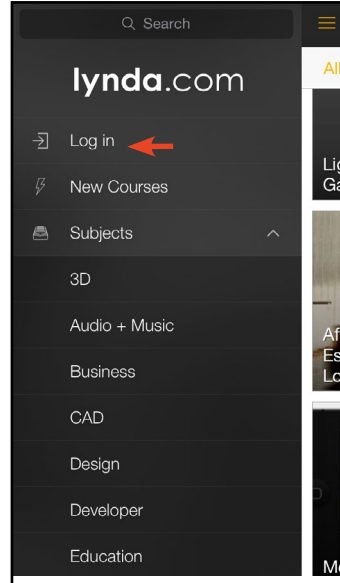 Search
lynda.com
Log in
New Courses
Subjects
3D
Audio + Music
Business
CAD
Design
Developer
Education